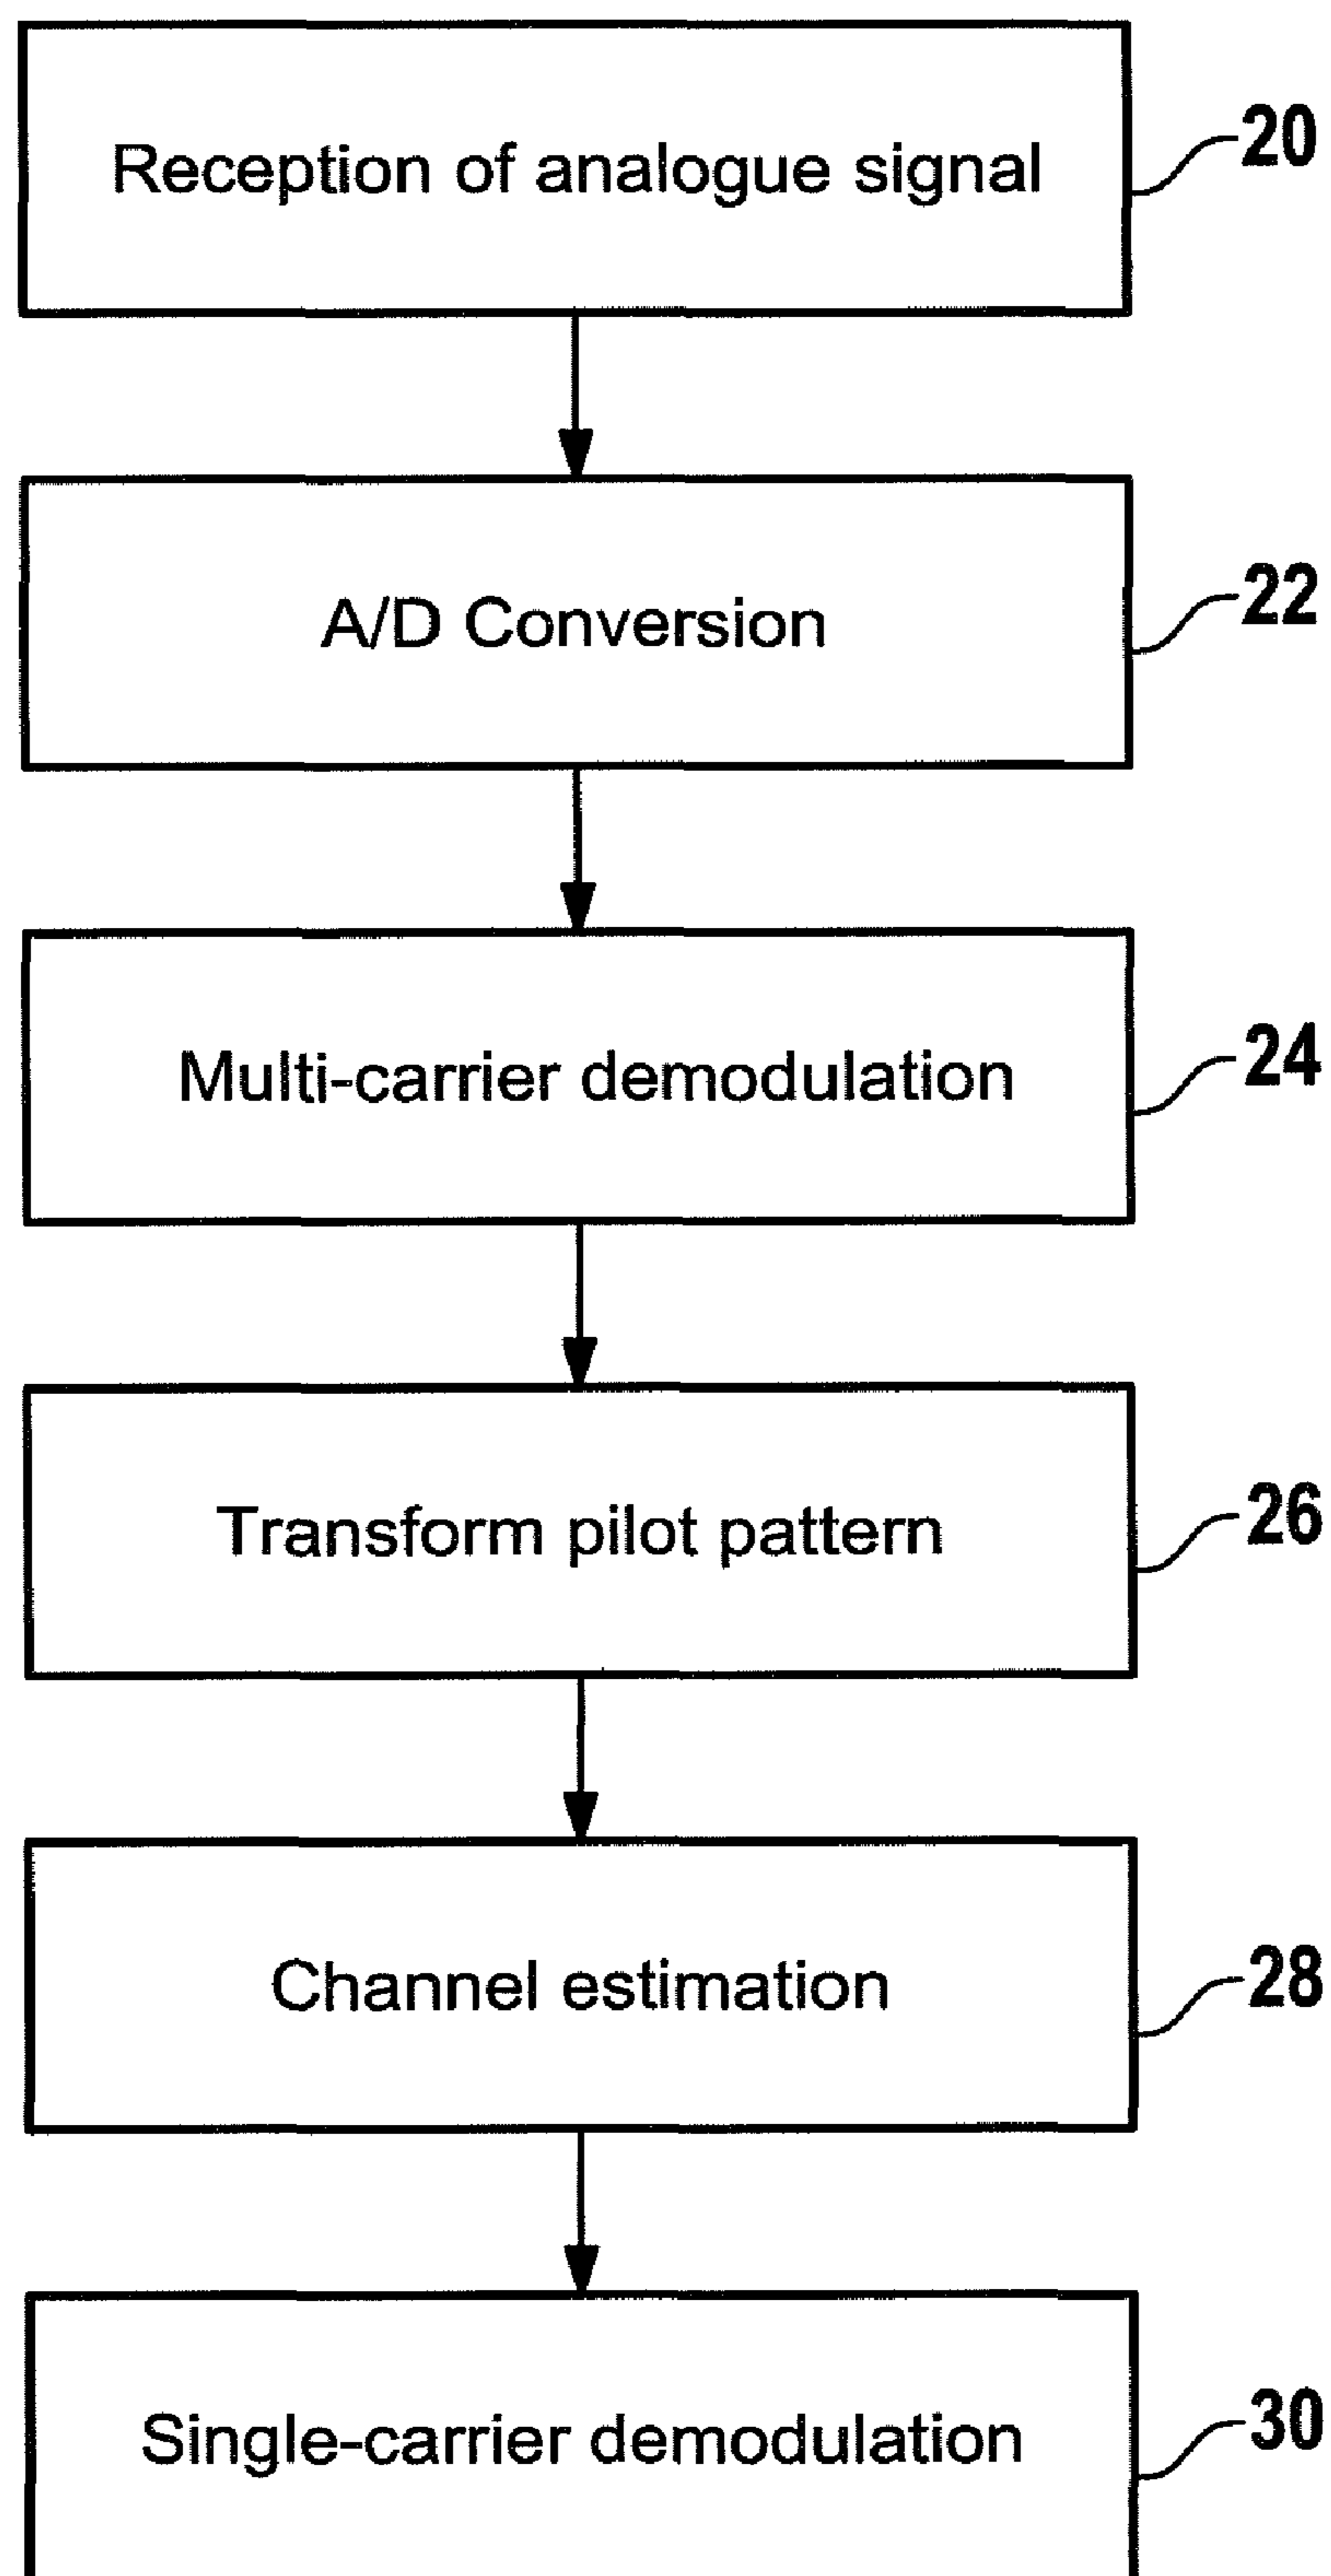 Reception of analogue signal
20
A/D Conversion
22
Multi-carrier demodulation
24
Transform pilot pattern
26
Channel estimation
28
Single-carrier demodulation
30